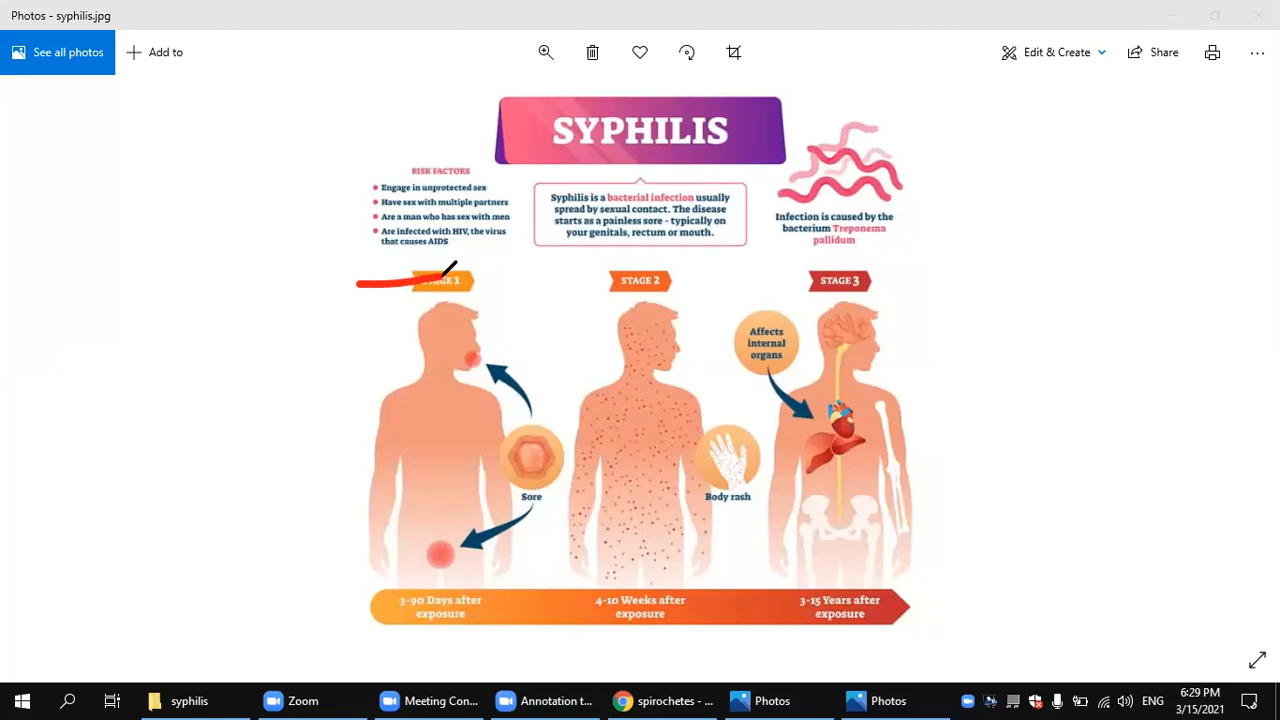 Photos - syphilis.jpg
See all photos
Add to
Edit & Create
Share
SYPHILIS
RISK FACTORS
Engage in unprotected sex
Have sex with multiple partners
Are a man who has sex with men
Are infected with HIV, the virus
that causes AIDS
Syphilis is a bacterial infection usually
spread by sexual contact. The disease
starts as a painless sore - typically on
your genitals, rectum or mouth.
Infection is caused by the
bacterium Treponema
pallidum
STAGE 1
STAGE 2
STAGE 3
Affects
internal
organs
Sore
Body rash
3-90 Days after
exposure
4-10 Weeks after
exposure
3-15 Years after
exposure
syphilis
Zoom
Meeting Con...
Annotation t...
spirochetes - ...
Photos
Photos
ENG
6:29 PM
3/15/2021